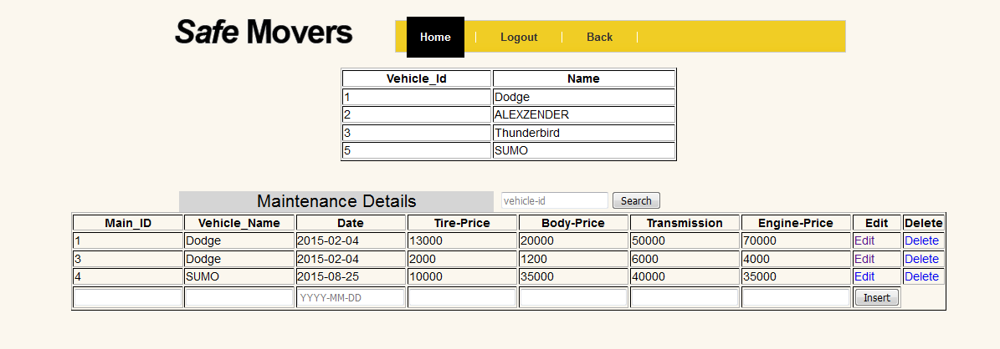 Safe Movers
Home Logout Back
Vehicle_Id Name
1 Dodge
2 ALEXZENDER
3 Thunderbird
5 SUMO
Maintenance Details vehicle-id Search
Main_ID Vehicle_Name Date Tire-Price Body-Price Transmission Engine-Price Edit Delete
1 Dodge 2015-02-04 13000 20000 50000 70000 Edit Delete
3 Dodge 2015-02-04 2000 1200 6000 4000 Edit Delete
4 SUMO 2015-08-25 10000 35000 40000 35000 Edit Delete
YYYY-MM-DD Insert